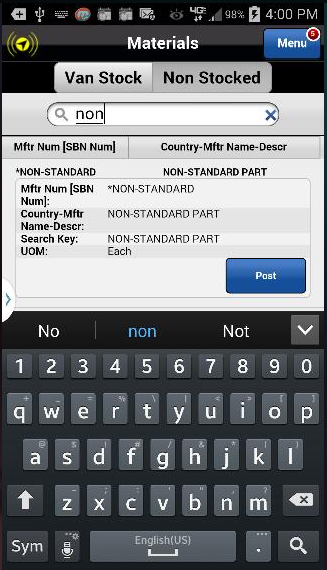 4G 98% 4:00 PM
Materials
Menu 5
Van Stock Non Stocked
non
Mftr Num [SBN Num] Country-Mftr Name-Descr
*NON-STANDARD NON-STANDARD PART
Mftr Num [SBN Num]: *NON-STANDARD
Country-Mftr Name-Descr: NON-STANDARD PART
Search Key: NON-STANDARD PART
UOM: Each
Post
No non Not
1 2 3 4 5 6 7 8 9 0
q w e r t y u i o p
a s d f g h j k l
z x c v b n m
Sym English(US) .